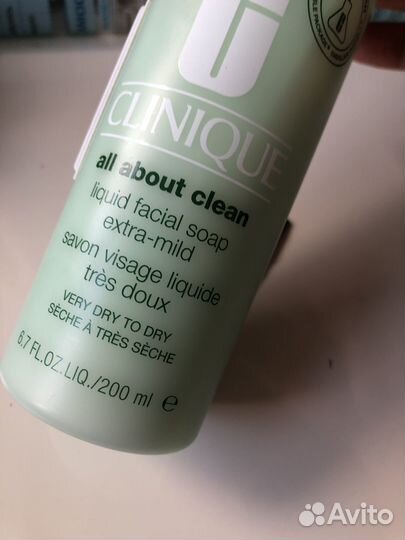 CLINIQUE
all about clean
liquid facial soap
extra-mild
savon visage liquide
très doux
VERY DRY TO DRY
SÈCHE À TRÈS SÈCHE
6.7 FL.OZ.LIQ./200 ml e
Avito